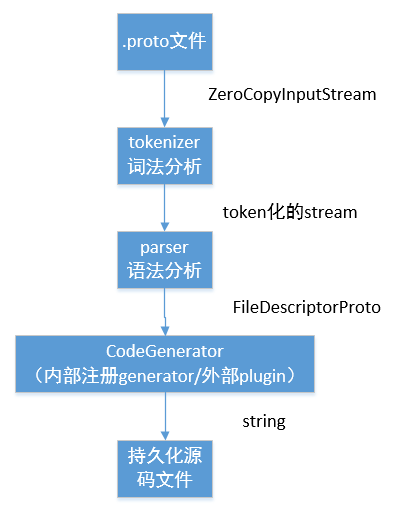 .proto文件
ZeroCopyInputStream
tokenizer
词法分析
token化的stream
parser
语法分析
FileDescriptorProto
CodeGenerator
（内部注册generator/外部plugin）
string
持久化源
码文件